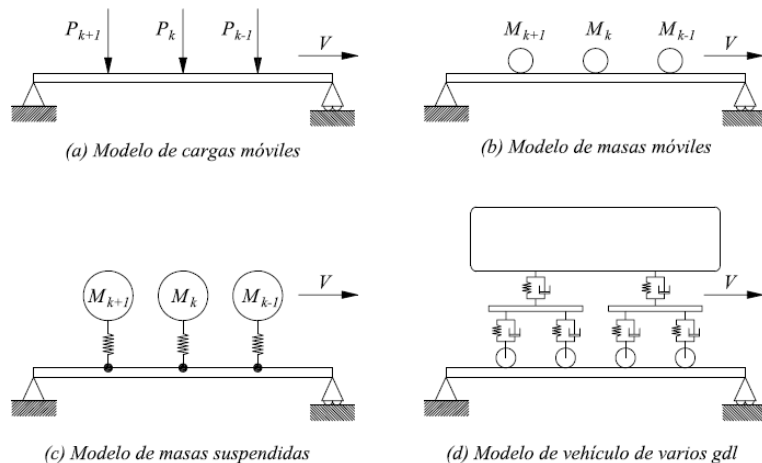 P_{k+1} P_k P_{k-1} V
(a) Modelo de cargas móviles
M_{k+1} M_k M_{k-1} V
(b) Modelo de masas móviles
M_{k+1} M_k M_{k-1} V
(c) Modelo de masas suspendidas
V
(d) Modelo de vehículo de varios gdl